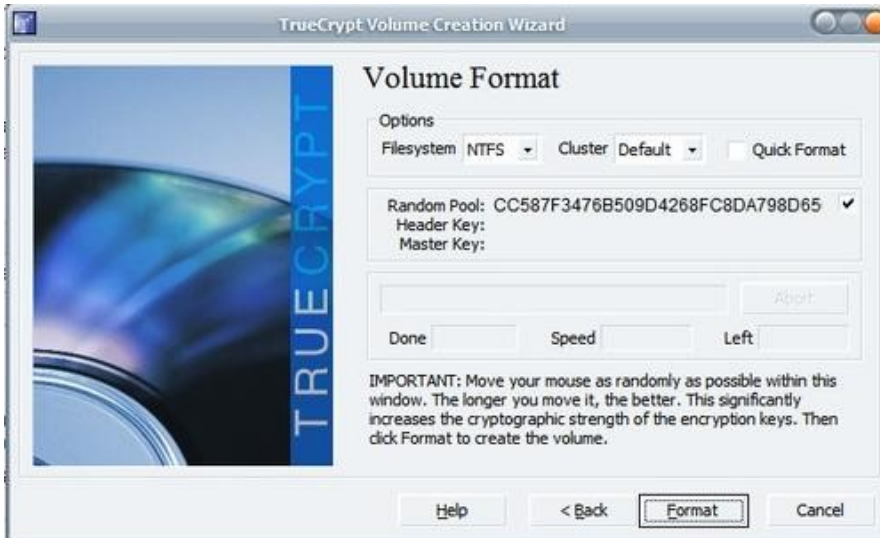 TrueCrypt Volume Creation Wizard
TRUECRYPT
Volume Format
Options
Filesystem NTFS Cluster Default Quick Format
Random Pool: CC587F3476B509D4268FC8DA798D65
Header Key:
Master Key:
Abort
Done Speed Left
IMPORTANT: Move your mouse as randomly as possible within this
window. The longer you move it, the better. This significantly
increases the cryptographic strength of the encryption keys. Then
click Format to create the volume.
Help < Back Format Cancel